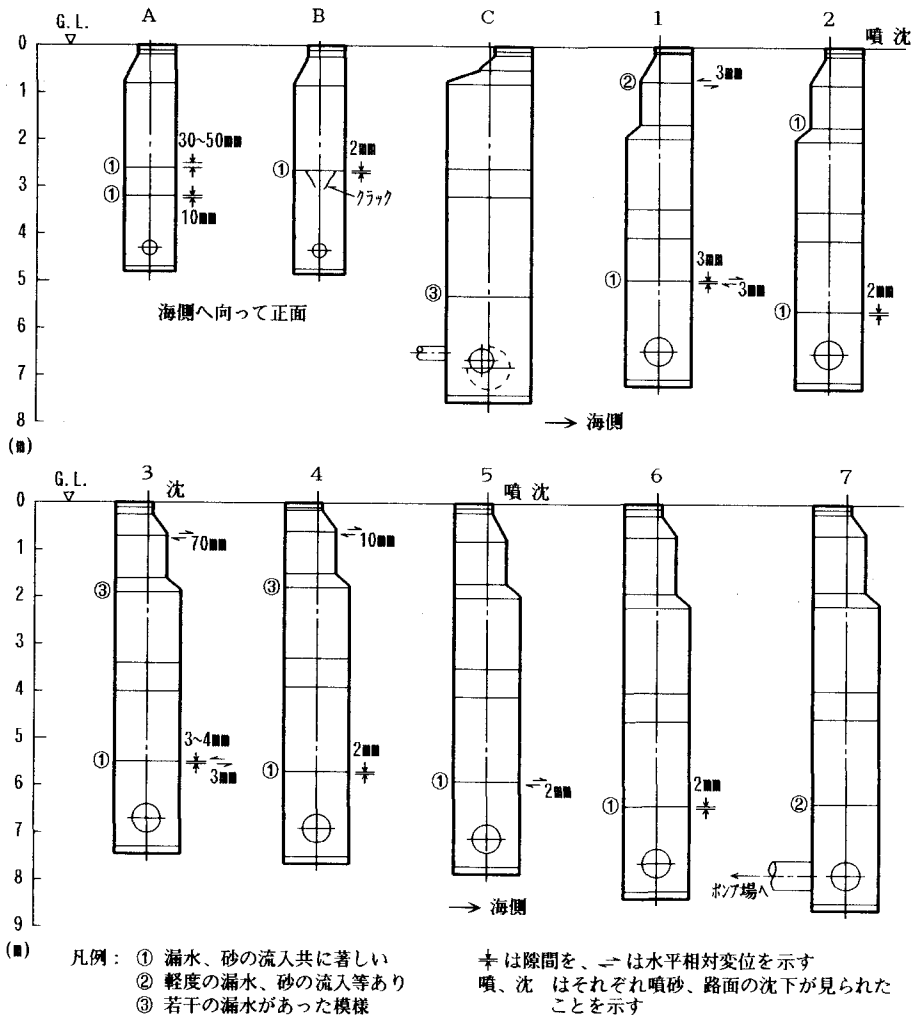 G.L.
A
B
C
1
2
噴 沈
0
1
2
3
4
5
6
7
8
(m)
30~50mm
①
①
10mm
①
2mm
クラック
③
②
3mm
①
3mm
3mm
①
①
2mm
海側へ向って正面
→ 海側
G.L.
3
沈
4
5
噴 沈
6
7
0
1
2
3
4
5
6
7
8
9
(m)
70mm
③
①
3~4mm
3mm
10mm
③
①
2mm
①
2mm
①
2mm
②
ポンプ場へ
→ 海側
凡例: ① 漏水、砂の流入共に著しい
② 軽度の漏水、砂の流入等あり
③ 若干の漏水があった模様
は隙間を、⇌ は水平相対変位を示す
噴、沈 はそれぞれ噴砂、路面の沈下が見られた
ことを示す